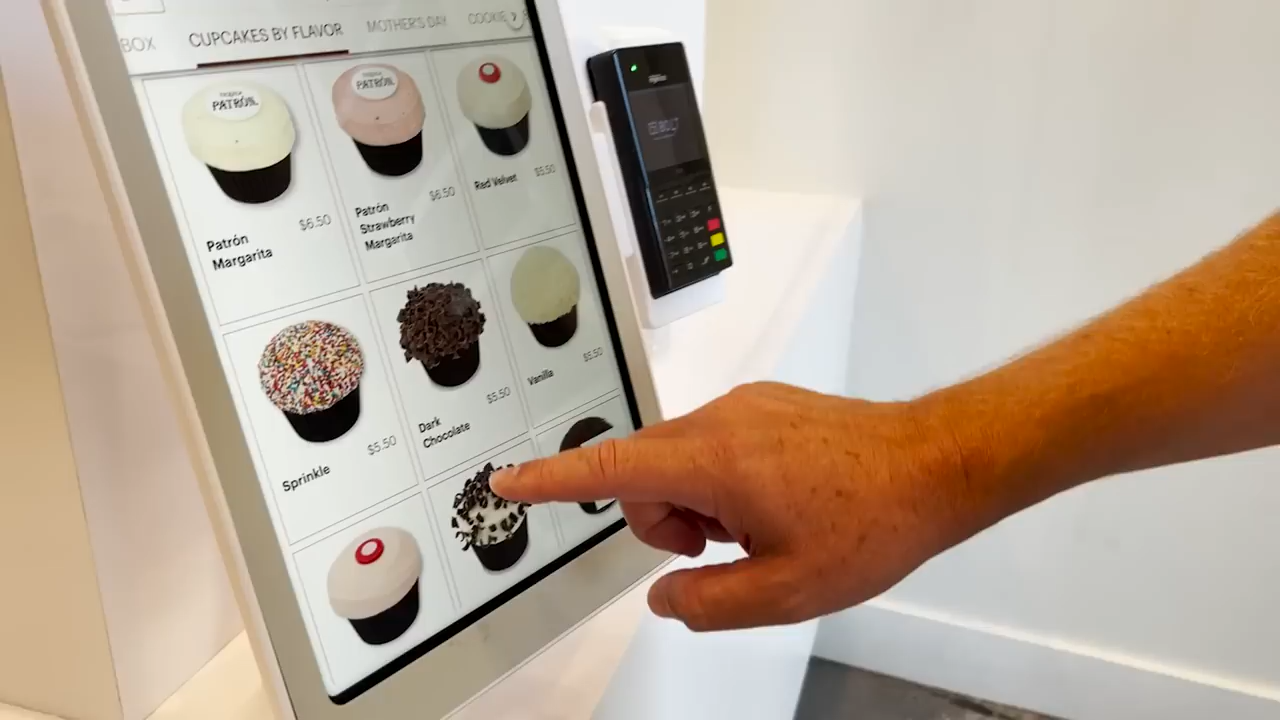 BOX CUPCAKES BY FLAVOR MOTHER'S DAY COOKIE
PATRÓN
PATRÓN
$6.50
Patrón
Margarita
$6.50
Patrón
Strawberry
Margarita
Red Velvet
$5.50
$5.50
Sprinkle
$5.50
Dark
Chocolate
$5.50
Vanilla